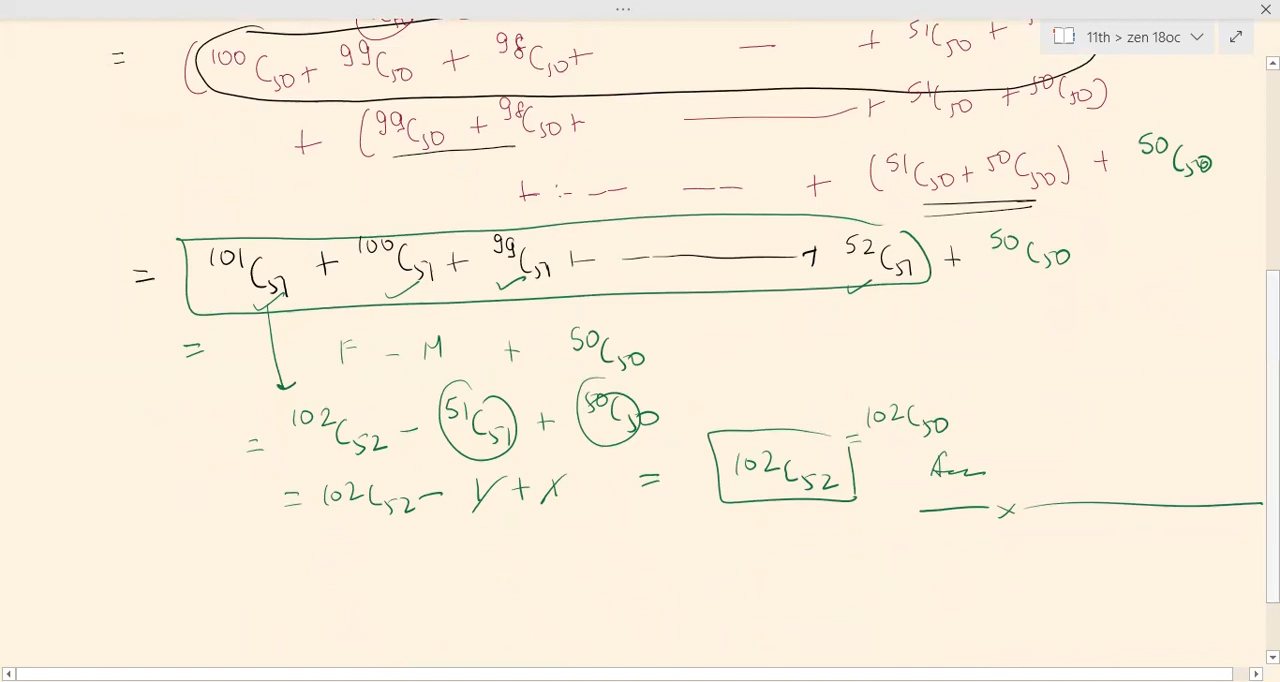 11th > zen 18oc
= (¹⁰⁰C₅₀ + ⁹⁹C₅₀ + ⁹⁸C₅₀ + — + ⁵¹C₅₀ +
+ (⁹⁹C₅₀ + ⁹⁸C₅₀ + ——— + ⁵¹C₅₀ + ⁵⁰C₅₀)
+ :- — —— + (⁵¹C₅₀ + ⁵⁰C₅₀) + ⁵⁰C₅₀
= ¹⁰¹C₅₁ + ¹⁰⁰C₅₁ + ⁹⁹C₅₁ + ———— + ⁵²C₅₁) + ⁵⁰C₅₀
= F - M + ⁵⁰C₅₀
= ¹⁰²C₅₂ - ⁵¹C₅₁ + ⁵⁰C₅₀
= ¹⁰²C₅₂ - 1 + 1 = ¹⁰²C₅₂ = ¹⁰²C₅₀
Ans